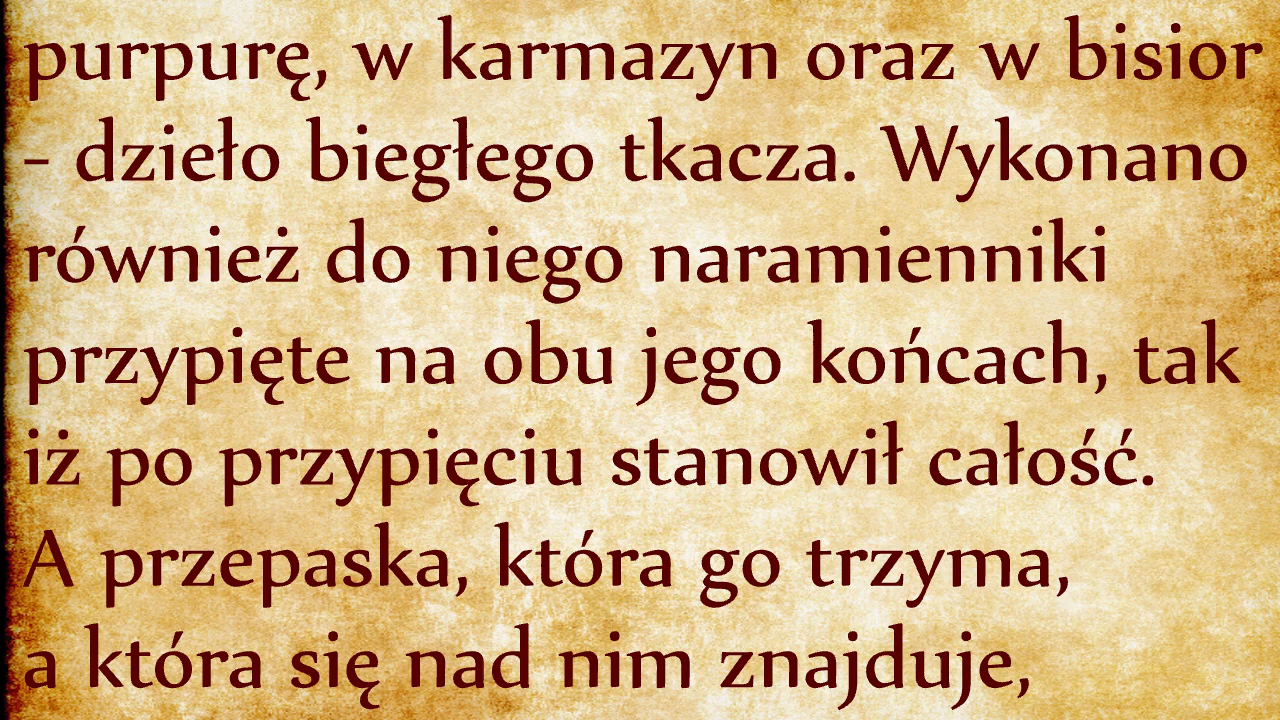 purpurę, w karmazyn oraz w bisior
- dzieło biegłego tkacza. Wykonano
również do niego naramienniki
przypięte na obu jego końcach, tak
iż po przypięciu stanowił całość.
A przepaska, która go trzyma,
a która się nad nim znajduje,